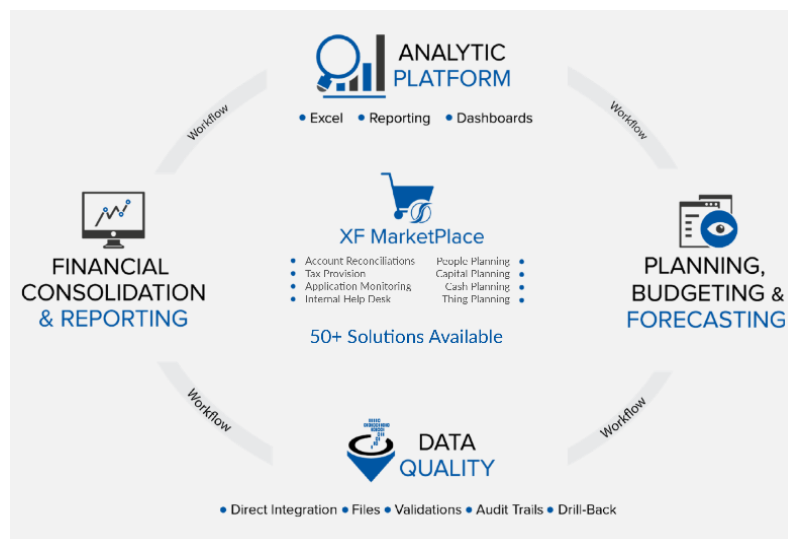 ANALYTIC
PLATFORM
• Excel • Reporting • Dashboards
Workflow
Workflow
XF MarketPlace
• Account Reconciliations
• Tax Provision
• Application Monitoring
• Internal Help Desk
People Planning •
Capital Planning •
Cash Planning •
Thing Planning •
50+ Solutions Available
FINANCIAL
CONSOLIDATION
& REPORTING
PLANNING,
BUDGETING &
FORECASTING
Workflow
Workflow
DATA
QUALITY
• Direct Integration • Files • Validations • Audit Trails • Drill-Back